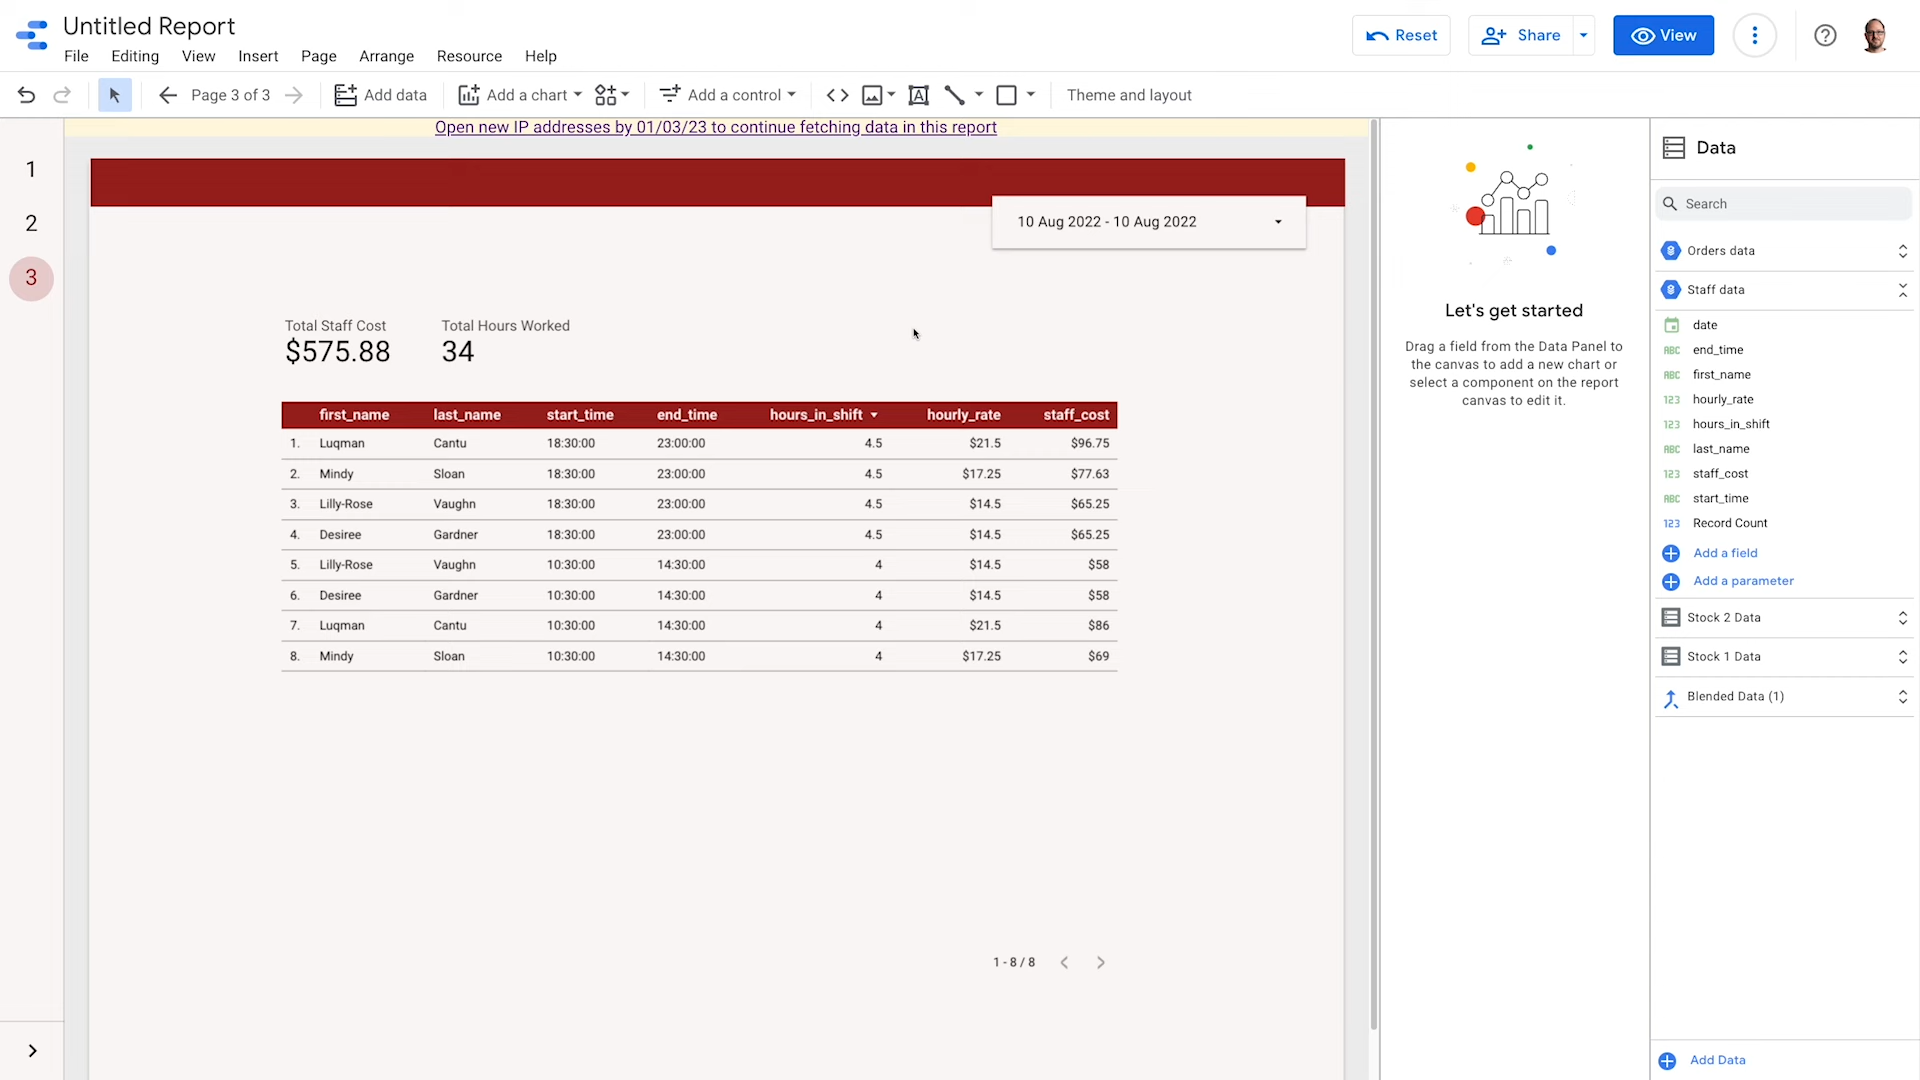 Untitled Report
File Editing View Insert Page Arrange Resource Help
Reset Share View
Page 3 of 3 Add data Add a chart Add a control Theme and layout
1
2
3
Open new IP addresses by 01/03/23 to continue fetching data in this report
10 Aug 2022 - 10 Aug 2022
Total Staff Cost Total Hours Worked
$575.88 34
first_name last_name start_time end_time hours_in_shift hourly_rate staff_cost
1. Luqman Cantu 18:30:00 23:00:00 4.5 $21.5 $96.75
2. Mindy Sloan 18:30:00 23:00:00 4.5 $17.25 $77.63
3. Lilly-Rose Vaughn 18:30:00 23:00:00 4.5 $14.5 $65.25
4. Desiree Gardner 18:30:00 23:00:00 4.5 $14.5 $65.25
5. Lilly-Rose Vaughn 10:30:00 14:30:00 4 $14.5 $58
6. Desiree Gardner 10:30:00 14:30:00 4 $14.5 $58
7. Luqman Cantu 10:30:00 14:30:00 4 $21.5 $86
8. Mindy Sloan 10:30:00 14:30:00 4 $17.25 $69
1 - 8 / 8
Let's get started
Drag a field from the Data Panel to
the canvas to add a new chart or
select a component on the report
canvas to edit it.
Data
Search
Orders data
Staff data
date
ABC end_time
ABC first_name
123 hourly_rate
123 hours_in_shift
ABC last_name
123 staff_cost
ABC start_time
123 Record Count
Add a field
Add a parameter
Stock 2 Data
Stock 1 Data
Blended Data (1)
Add Data